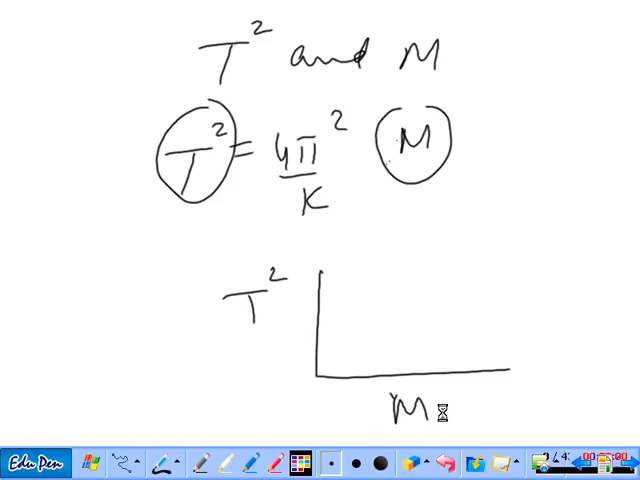 T² and M
T² = 4π²/K M
T²
M
Edu Pen